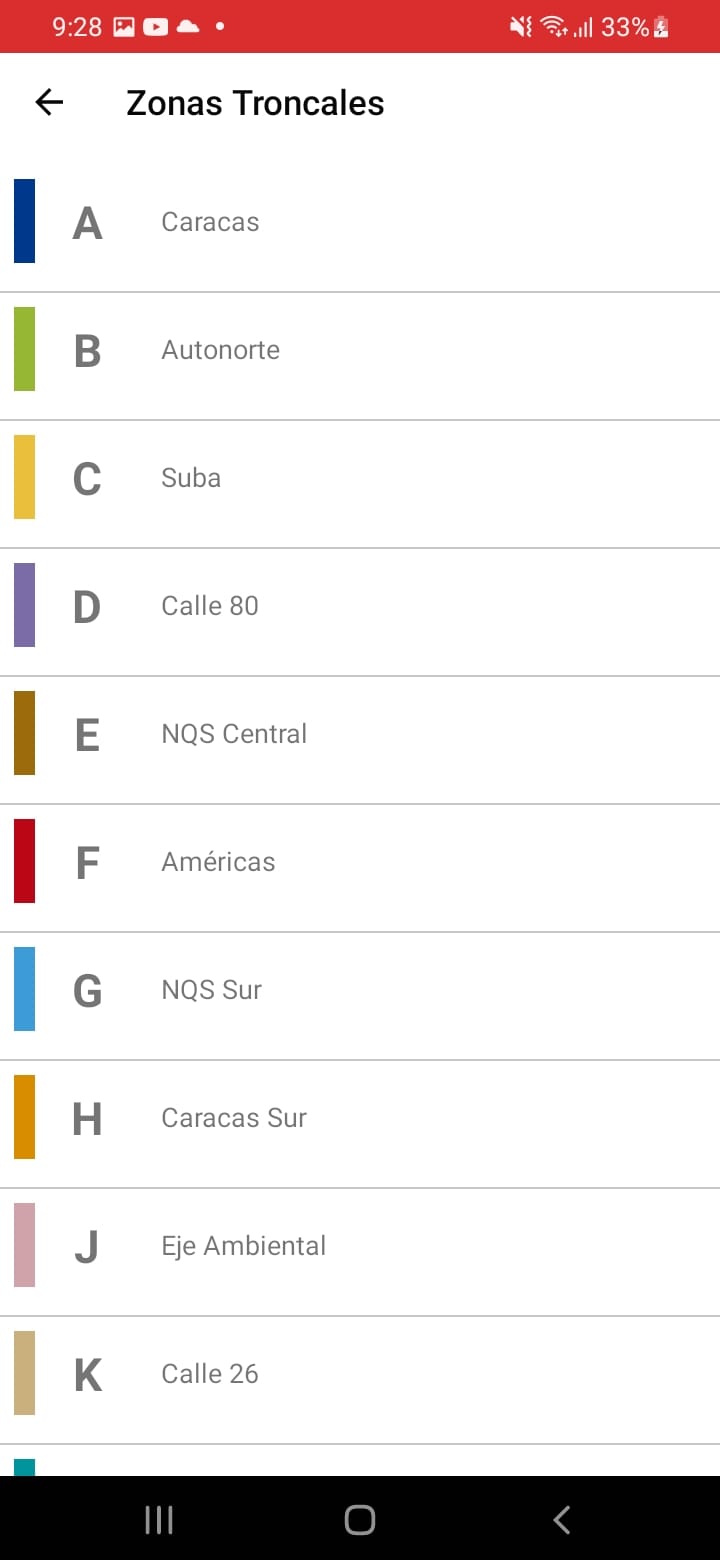 9:28
33%
Zonas Troncales
A Caracas
B Autonorte
C Suba
D Calle 80
E NQS Central
F Américas
G NQS Sur
H Caracas Sur
J Eje Ambiental
K Calle 26